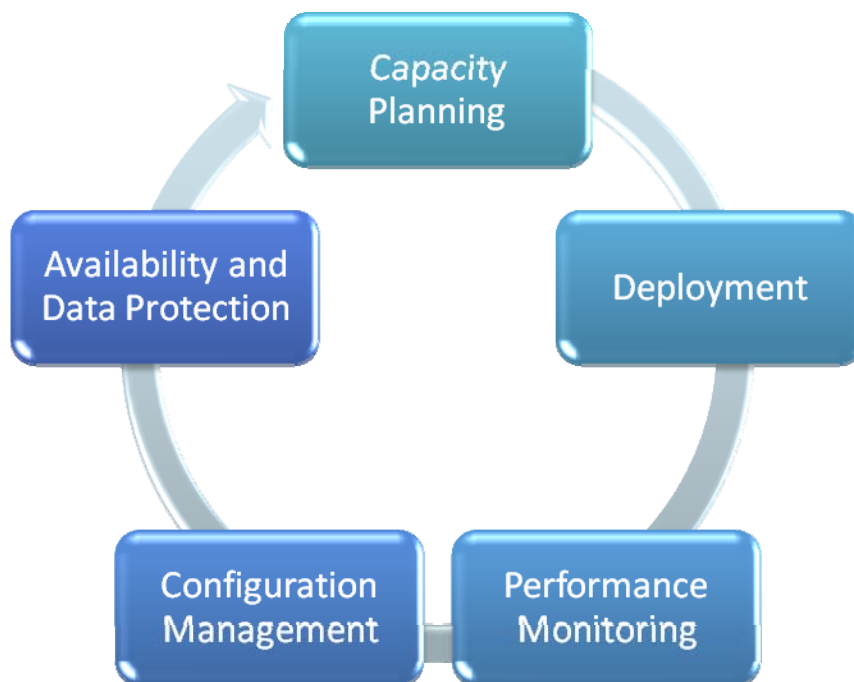 Capacity
Planning
Deployment
Performance
Monitoring
Configuration
Management
Availability and
Data Protection